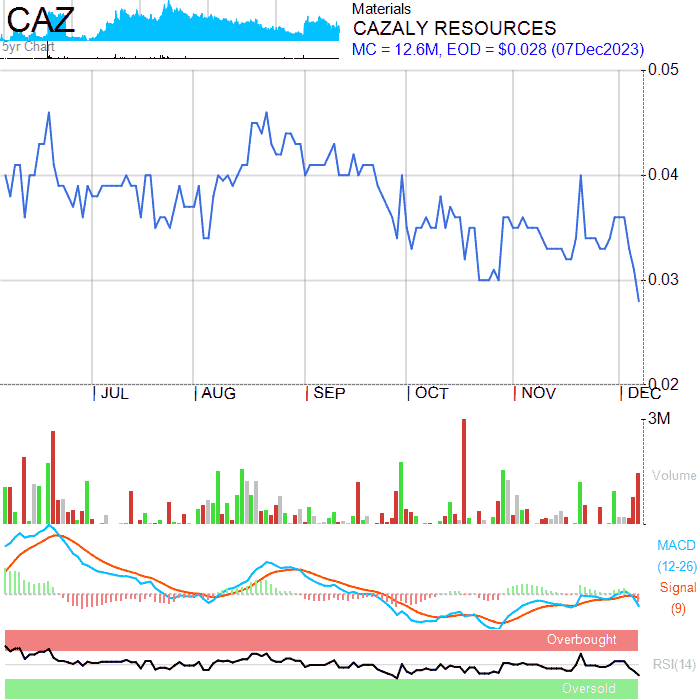 CAZ
5yr Chart
Materials
CAZALY RESOURCES
MC = 12.6M, EOD = $0.028 (07Dec2023)
0.05
0.04
0.03
0.02
JUL AUG SEP OCT NOV DEC
3M
Volume
MACD
(12-26)
Signal
(9)
Overbought
RSI(14)
Oversold